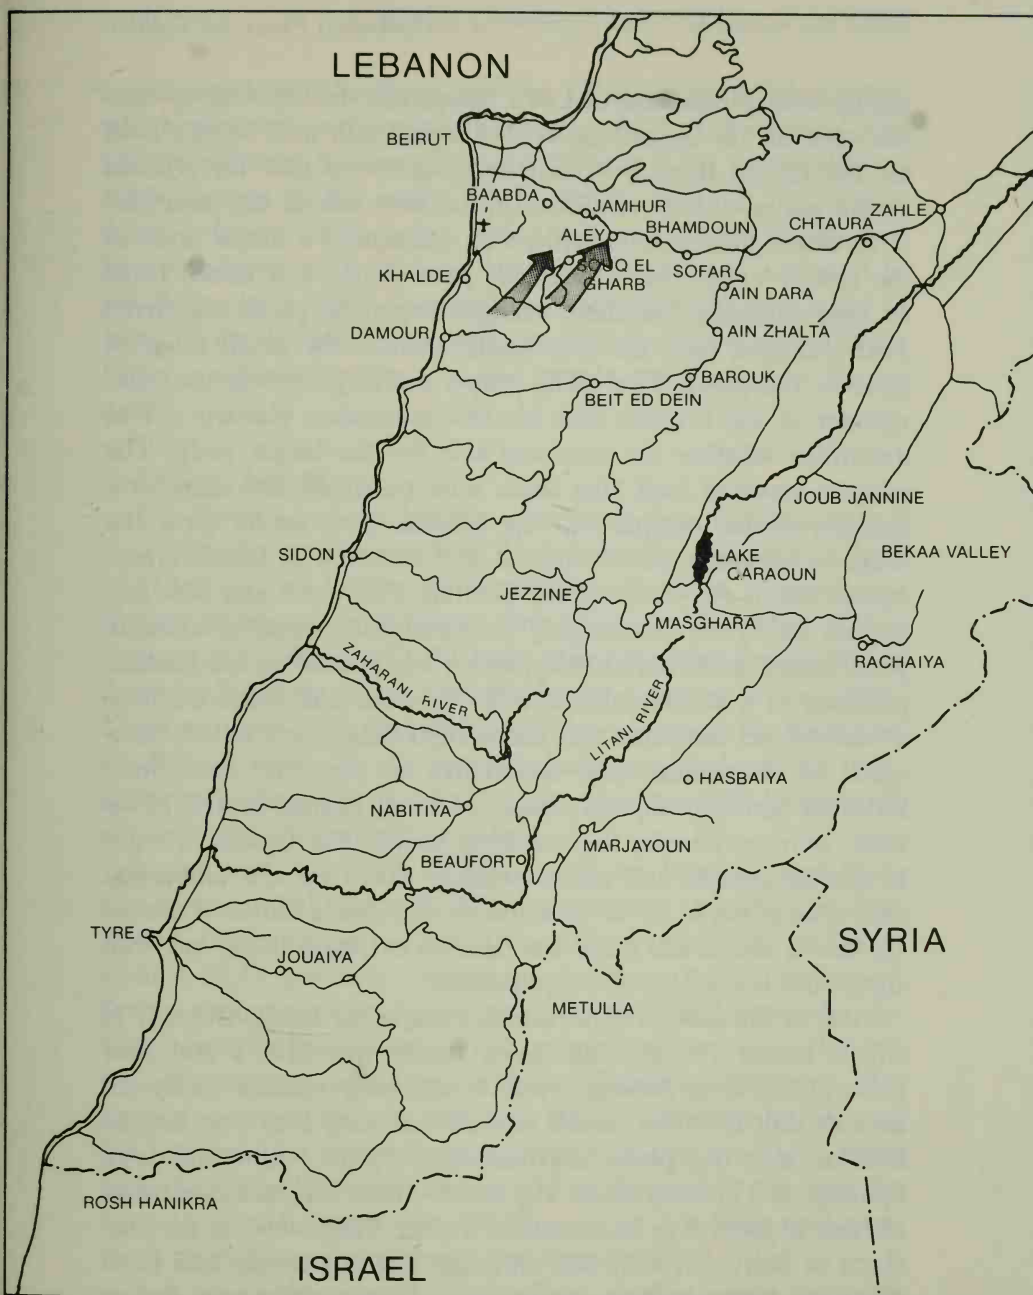 LEBANON
BEIRUT
BAABDA
JAMHUR
ZAHLE
CHTAURA
ALEY
BHAMDOUN
SOUQ EL
GHARB
SOFAR
KHALDE
AIN DARA
DAMOUR
AIN ZHALTA
BAROUK
BEIT ED DEIN
JOUB JANNINE
SIDON
LAKE
QARAOUN
BEKAA VALLEY
JEZZINE
MASGHARA
RACHAIYA
ZAHARANI
RIVER
LITANI RIVER
HASBAIYA
NABITIYA
MARJAYOUN
BEAUFORT
TYRE
SYRIA
JOUAIYA
METULLA
ROSH HANIKRA
ISRAEL